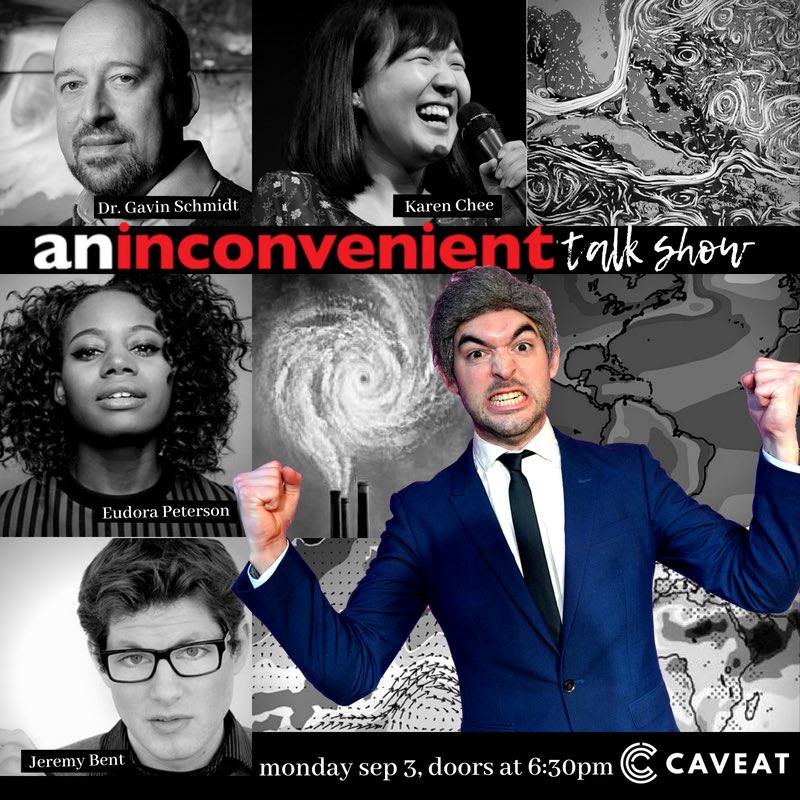 Dr. Gavin Schmidt
Karen Chee
aninconvenient talk show
Eudora Peterson
Jeremy Bent
monday sep 3, doors at 6:30pm CAVEAT